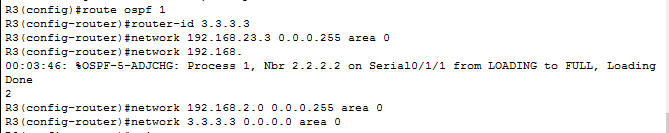 R3(config)#route ospf 1
R3(config-router)#router-id 3.3.3.3
R3(config-router)#network 192.168.23.3 0.0.0.255 area 0
R3(config-router)#network 192.168.
00:03:46: %OSPF-5-ADJCHG: Process 1, Nbr 2.2.2.2 on Serial0/1/1 from LOADING to FULL, Loading
Done
2
R3(config-router)#network 192.168.2.0 0.0.0.255 area 0
R3(config-router)#network 3.3.3.3 0.0.0.0 area 0